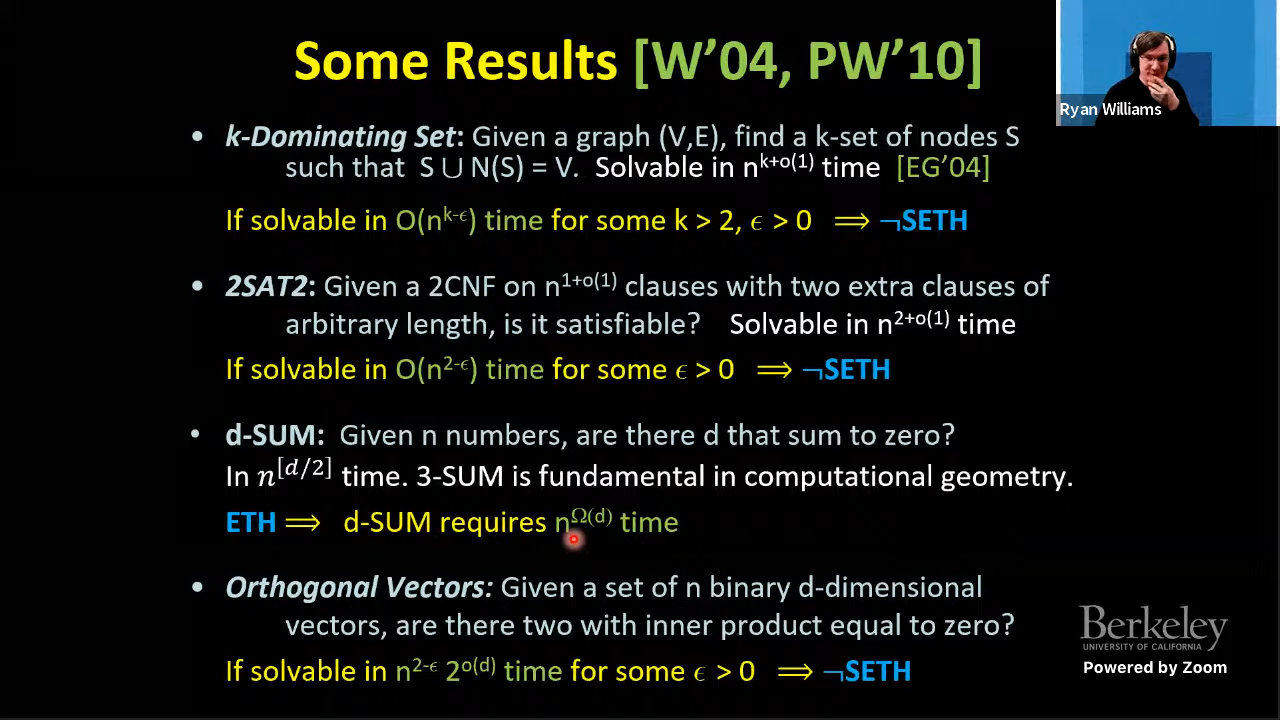 Some Results [W’04, PW’10]
Ryan Williams
• k-Dominating Set: Given a graph (V,E), find a k-set of nodes S
such that S ∪ N(S) = V. Solvable in n^{k+o(1)} time [EG’04]
If solvable in O(n^{k-ϵ}) time for some k > 2, ϵ > 0 ⟹ ¬SETH
• 2SAT2: Given a 2CNF on n^{1+o(1)} clauses with two extra clauses of
arbitrary length, is it satisfiable? Solvable in n^{2+o(1)} time
If solvable in O(n^{2-ϵ}) time for some ϵ > 0 ⟹ ¬SETH
• d-SUM: Given n numbers, are there d that sum to zero?
In n^{[d/2]} time. 3-SUM is fundamental in computational geometry.
ETH ⟹ d-SUM requires n^{Ω(d)} time
• Orthogonal Vectors: Given a set of n binary d-dimensional
vectors, are there two with inner product equal to zero?
If solvable in n^{2-ϵ} 2^{o(d)} time for some ϵ > 0 ⟹ ¬SETH
Berkeley
UNIVERSITY OF CALIFORNIA
Powered by Zoom